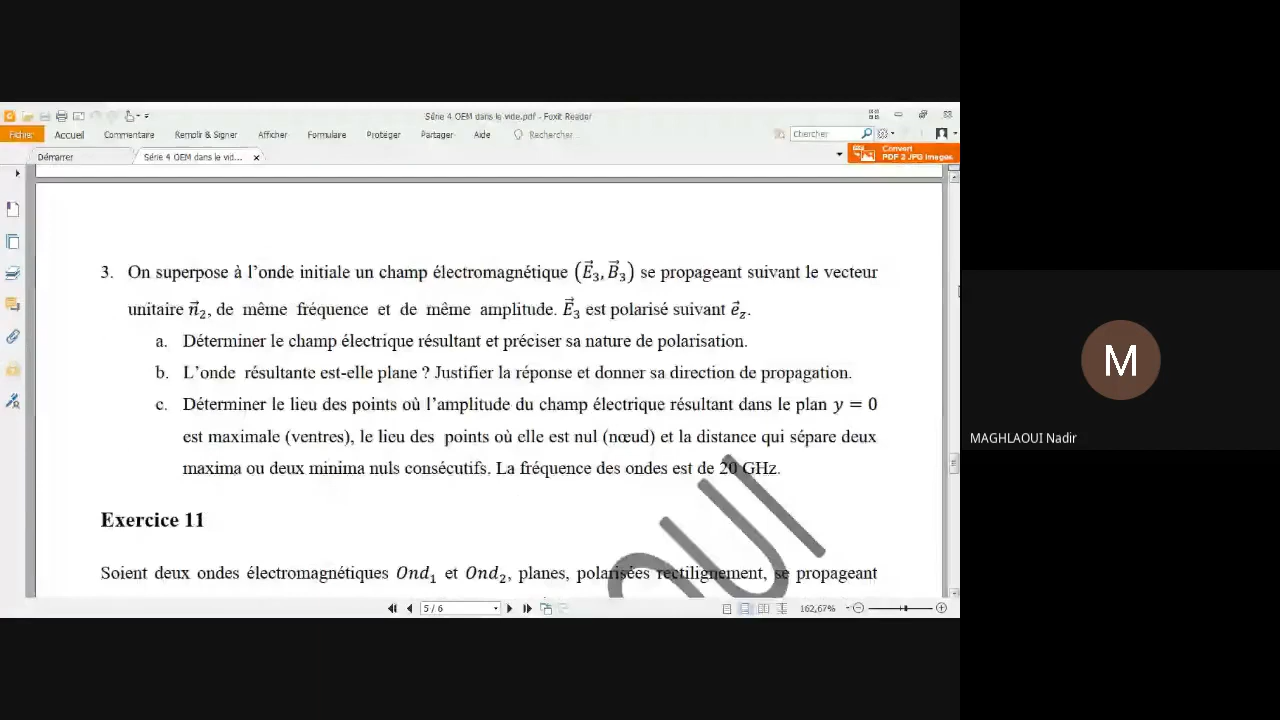 Série 4 OEM dans le vide.pdf - Foxit Reader
Fichier Accueil Commentaire Remplir & Signer Afficher Formulaire Protéger Partager Aide Rechercher... Chercher
Démarrer Série 4 OEM dans le vid... Convert
PDF 2 JPG Images
3. On superpose à l’onde initiale un champ électromagnétique (E⃗₃, B⃗₃) se propageant suivant le vecteur
unitaire n⃗₂, de même fréquence et de même amplitude. E⃗₃ est polarisé suivant e⃗z.
a. Déterminer le champ électrique résultant et préciser sa nature de polarisation.
b. L’onde résultante est-elle plane ? Justifier la réponse et donner sa direction de propagation.
c. Déterminer le lieu des points où l’amplitude du champ électrique résultant dans le plan y = 0
est maximale (ventres), le lieu des points où elle est nul (nœud) et la distance qui sépare deux
maxima ou deux minima nuls consécutifs. La fréquence des ondes est de 20 GHz.
Exercice 11
Soient deux ondes électromagnétiques Ond₁ et Ond₂, planes, polarisées rectilignement, se propageant
5 / 6 162,67%
M
MAGHLAOUI Nadir